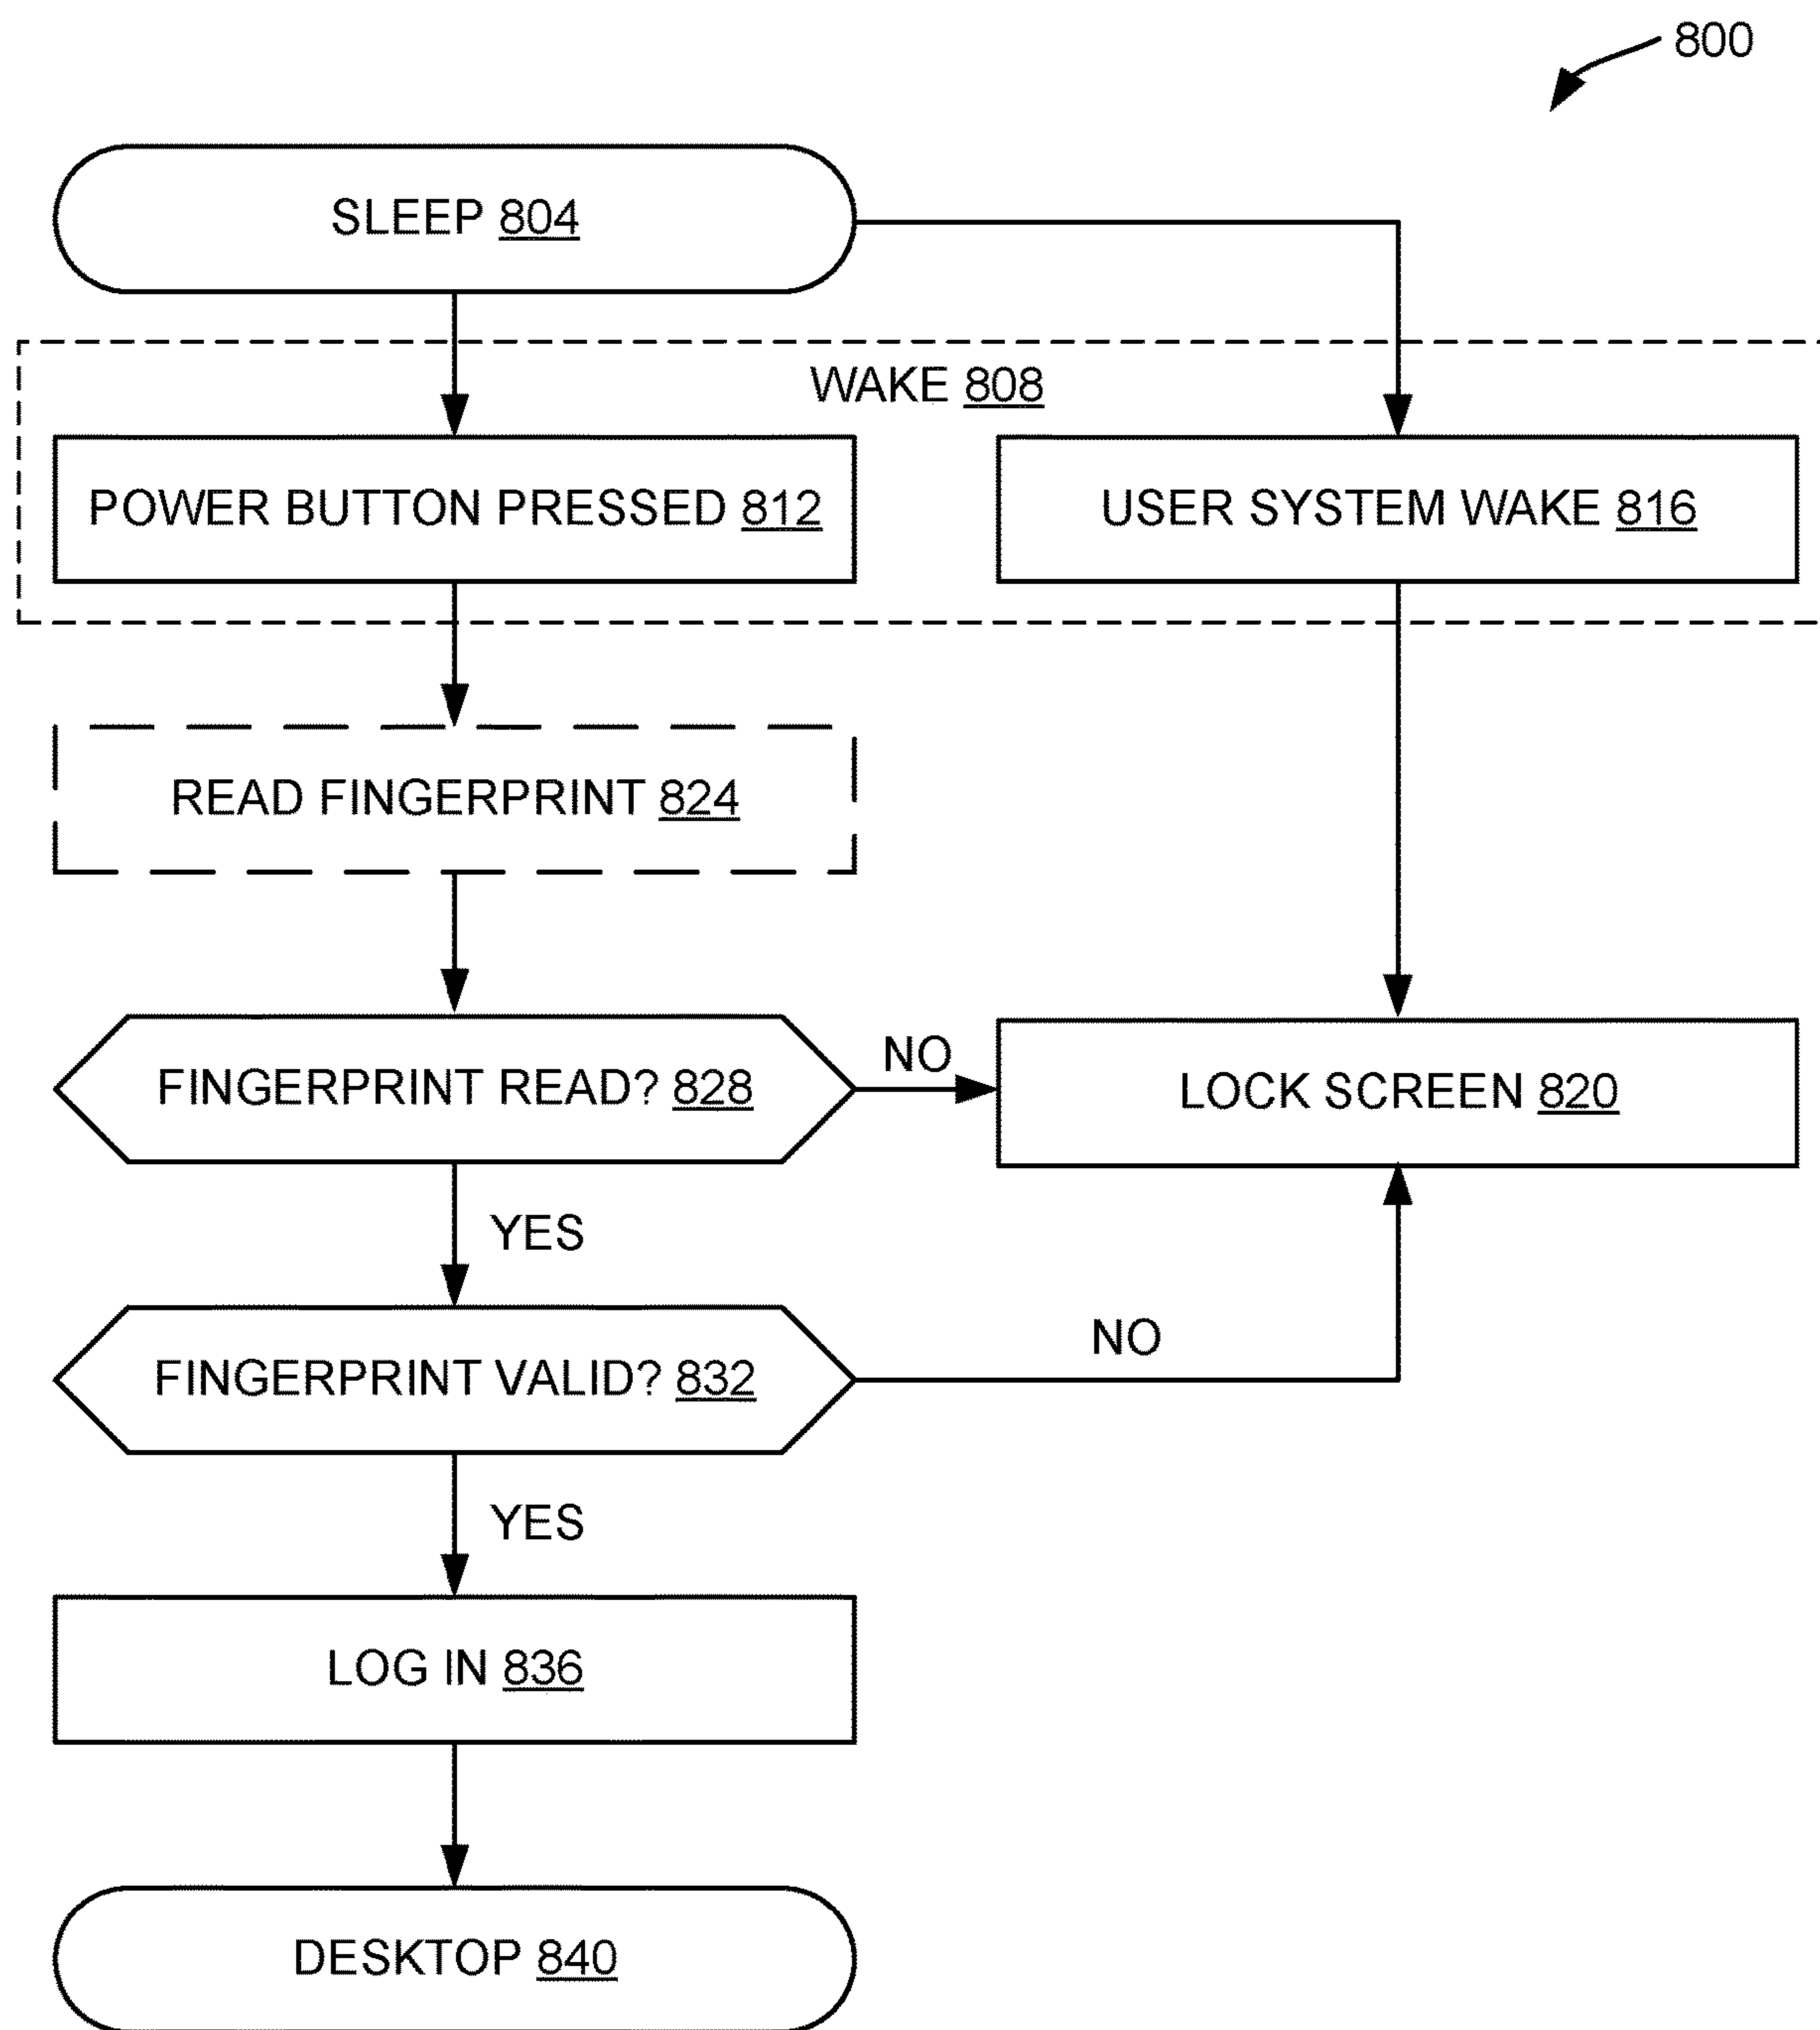 800
SLEEP 804
WAKE 808
POWER BUTTON PRESSED 812
USER SYSTEM WAKE 816
READ FINGERPRINT 824
FINGERPRINT READ? 828
NO
LOCK SCREEN 820
YES
FINGERPRINT VALID? 832
NO
YES
LOG IN 836
DESKTOP 840